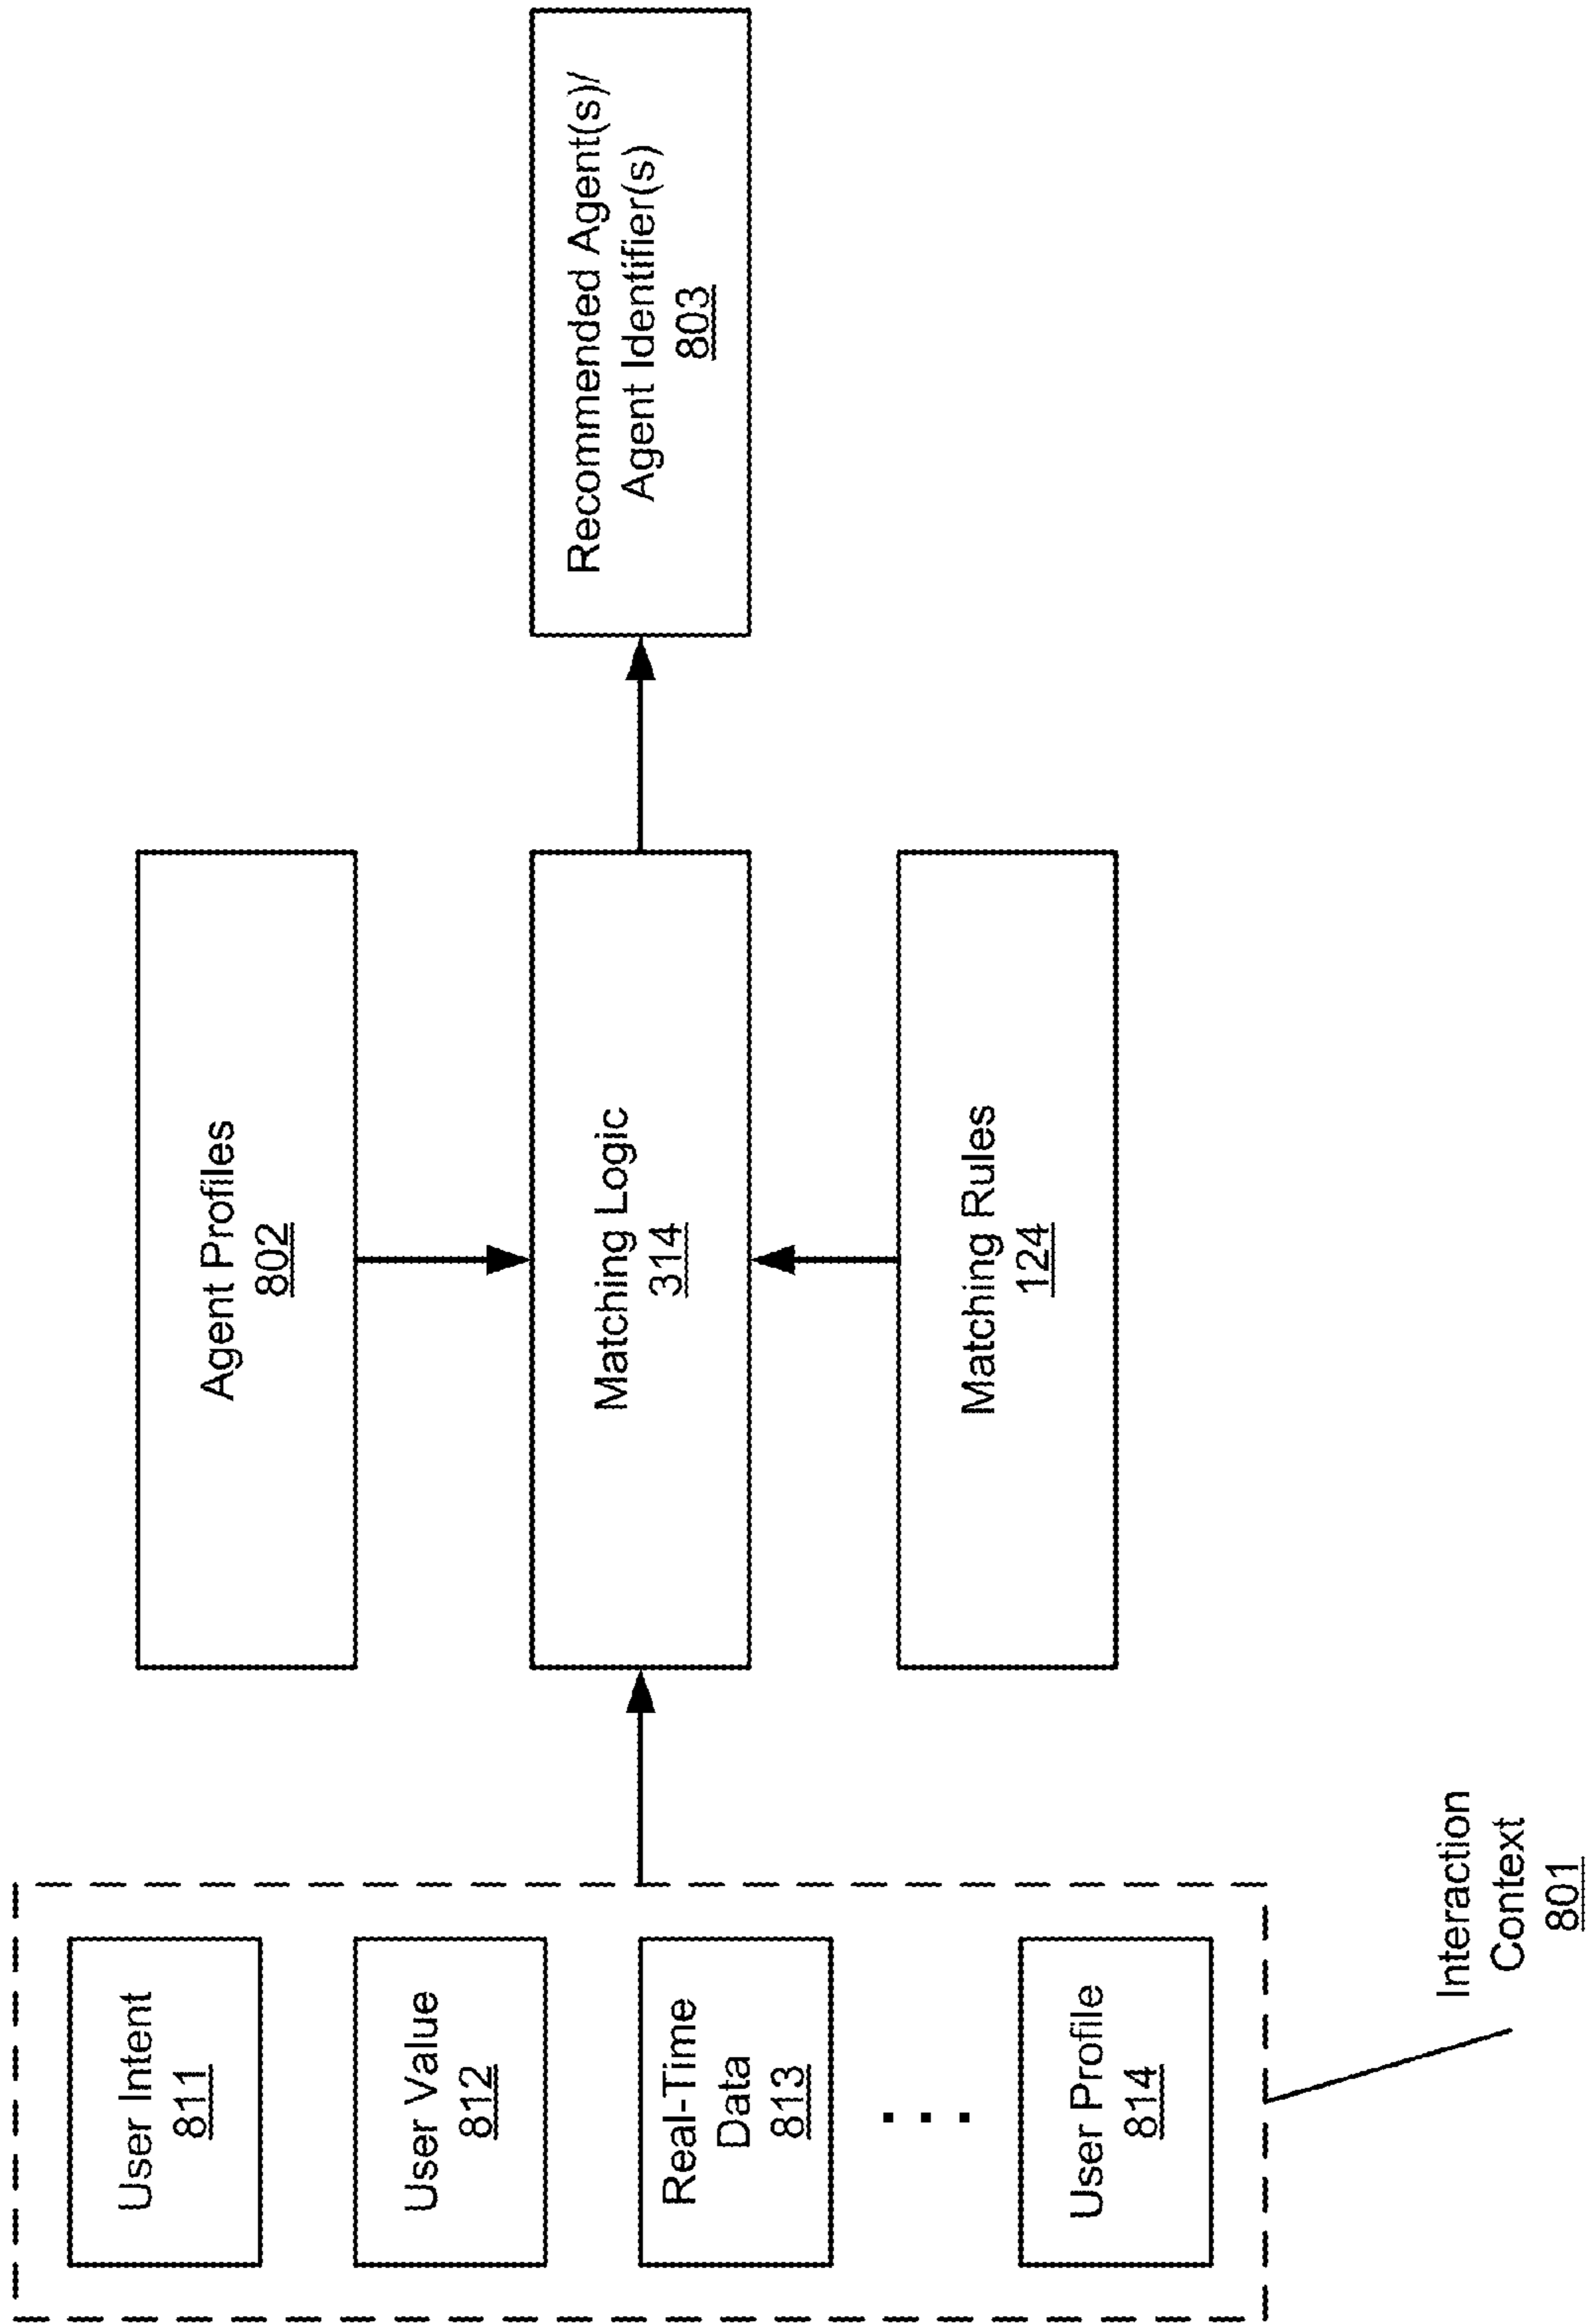 User Intent
811
User Value
812
Real-Time
Data
813
. . .
User Profile
814
Interaction
Context
801
Agent Profiles
802
Matching Logic
314
Matching Rules
124
Recommended Agent(s)/
Agent Identifier(s)
803